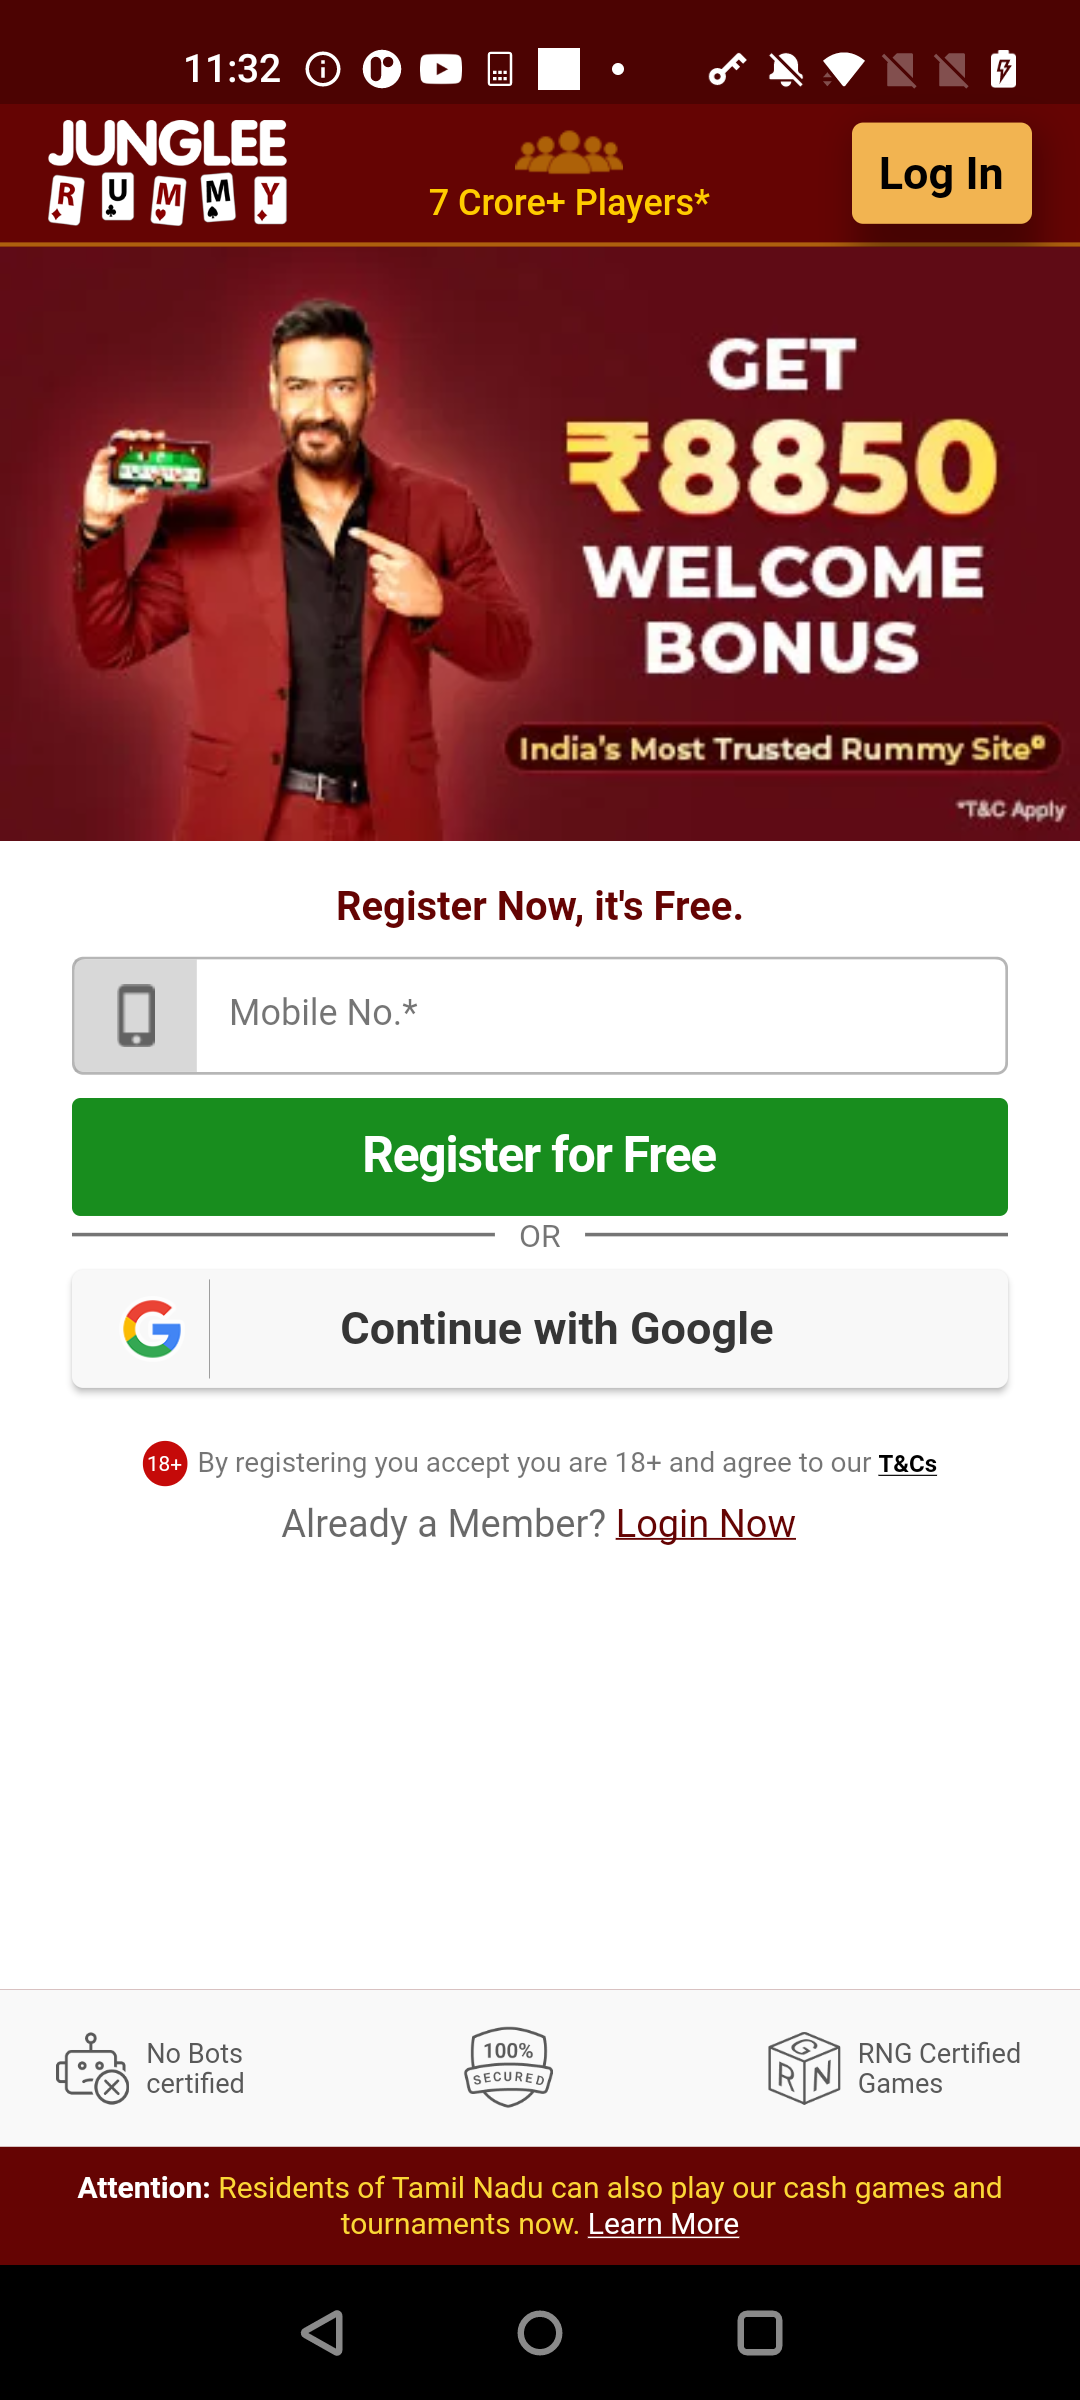 11:32
JUNGLEE
RUMMY
7 Crore+ Players*
Log In
GET
₹8850
WELCOME
BONUS
India's Most Trusted Rummy Site
*T&C Apply
Register Now, it's Free.
Mobile No.*
Register for Free
OR
Continue with Google
18+ By registering you accept you are 18+ and agree to our T&Cs
Already a Member? Login Now
No Bots
certified
100%
SECURED
RNG
RNG Certified
Games
Attention: Residents of Tamil Nadu can also play our cash games and
tournaments now. Learn More